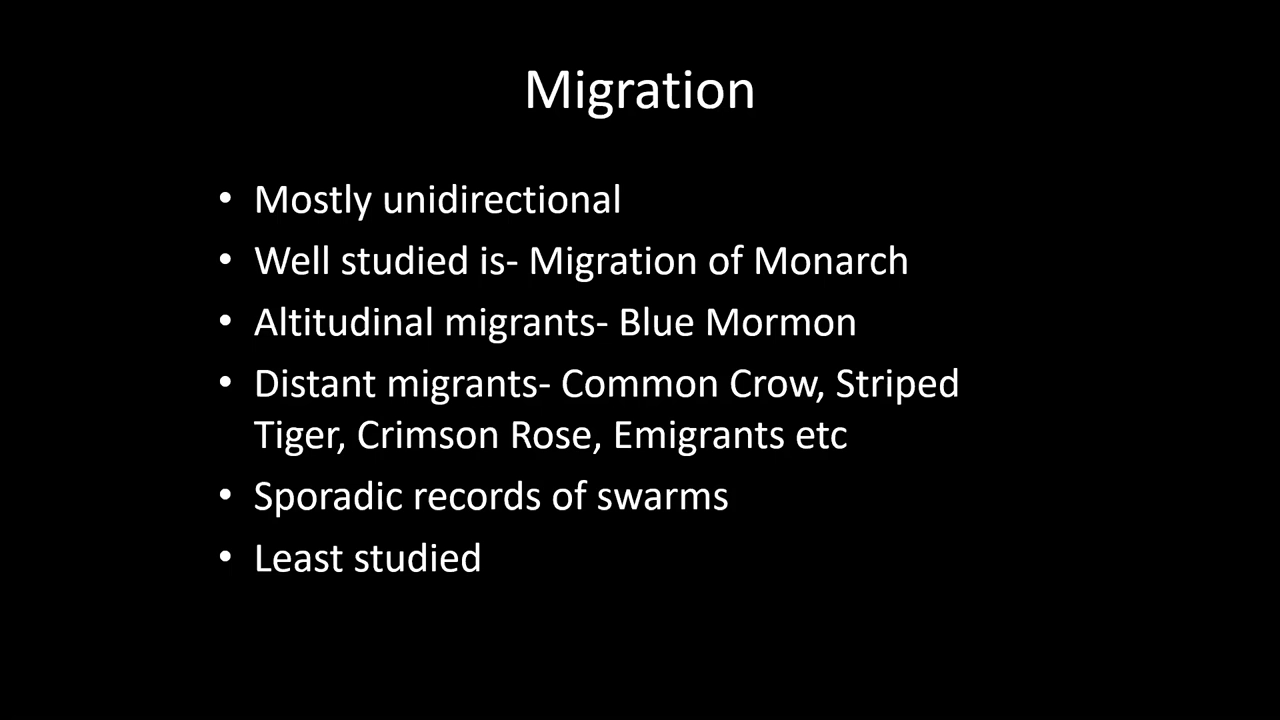 Migration
• Mostly unidirectional
• Well studied is- Migration of Monarch
• Altitudinal migrants- Blue Mormon
• Distant migrants- Common Crow, Striped
Tiger, Crimson Rose, Emigrants etc
• Sporadic records of swarms
• Least studied